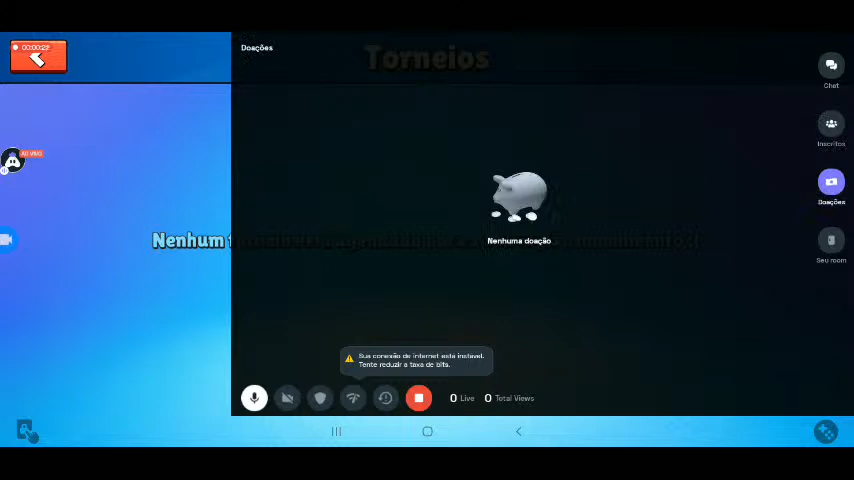 00:00:22
Doações
Torneios
Chat
AO VIVO
Inscritos
Doações
Nenhum
Nenhuma doação
Seu room
Sua conexão de internet está instável.
Tente reduzir a taxa de bits.
0 Live 0 Total Views